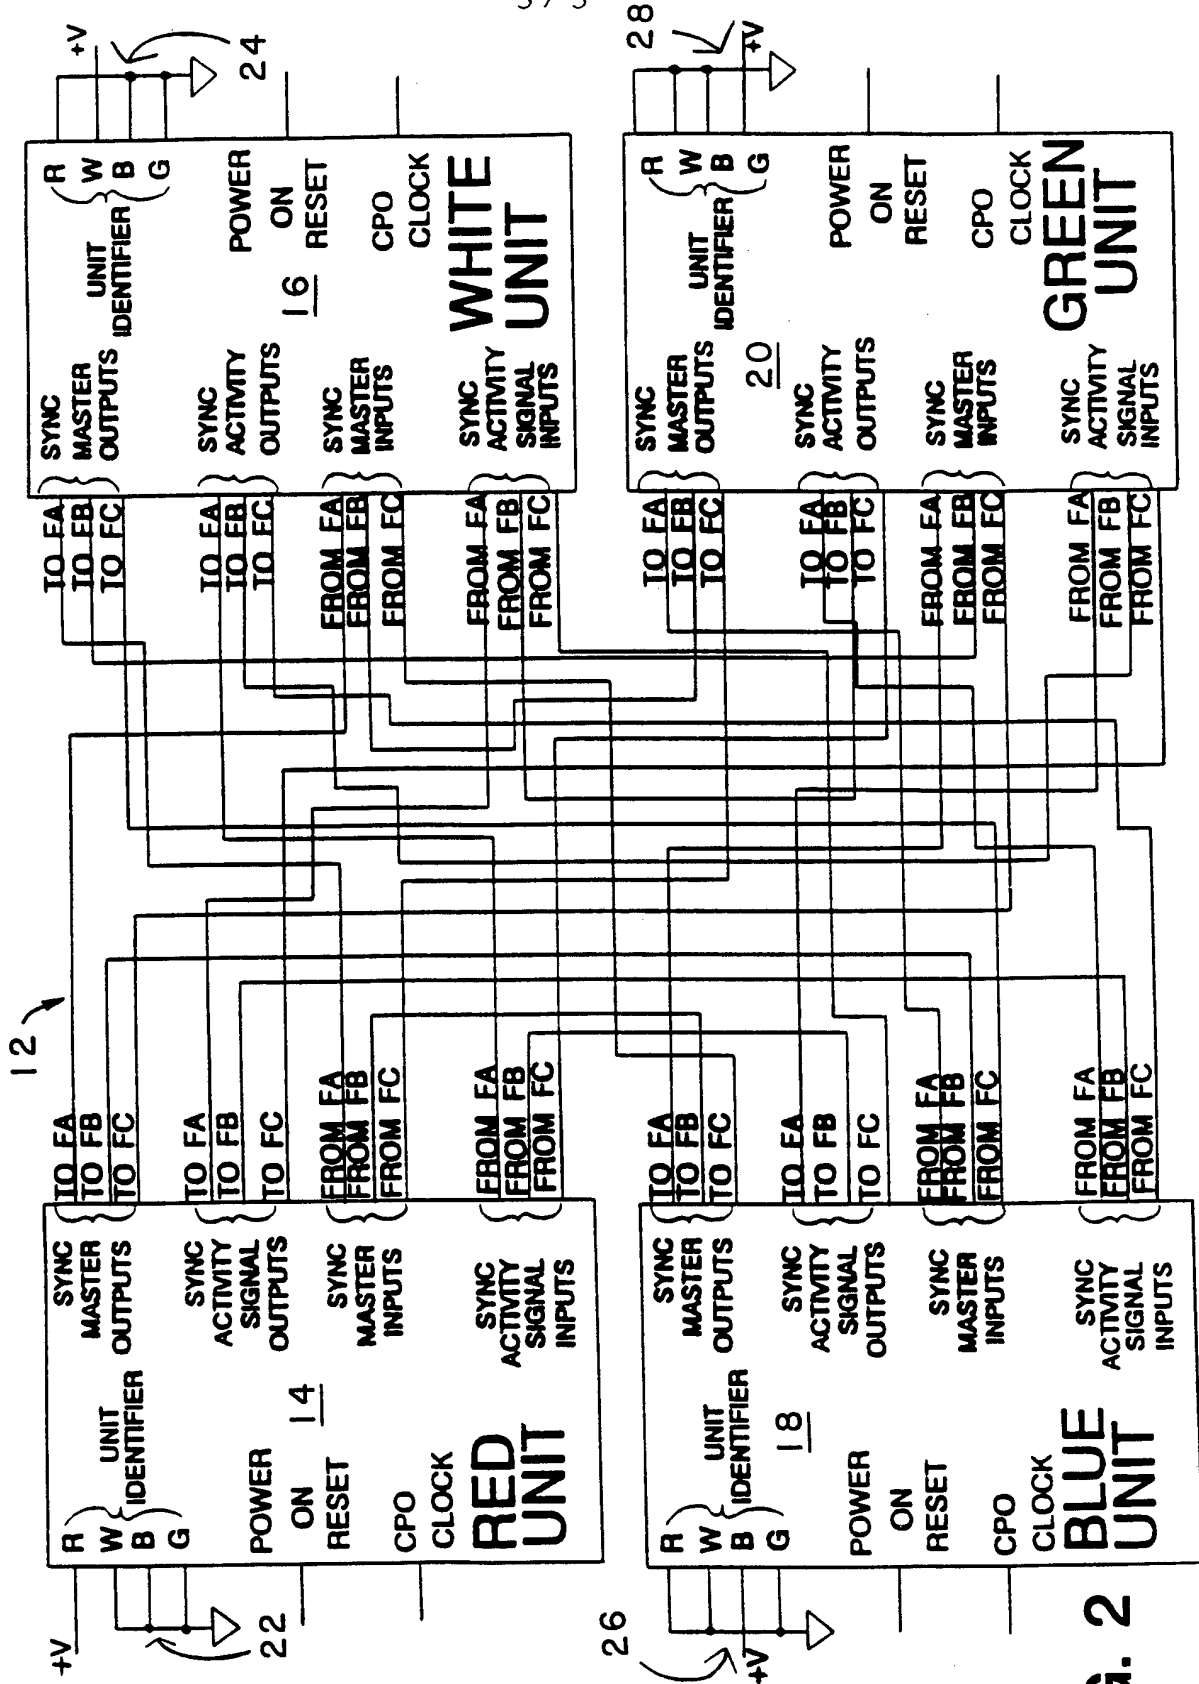 3/5
12
22
+V
R
W
B
G
UNIT
IDENTIFIER
14
POWER
ON
RESET
CPO
CLOCK
RED
UNIT
SYNC
MASTER
OUTPUTS
SYNC
ACTIVITY
SIGNAL
OUTPUTS
SYNC
MASTER
INPUTS
SYNC
ACTIVITY
SIGNAL
INPUTS
TO FA
TO FB
TO FC
TO FA
TO FB
TO FC
FROM FA
FROM FB
FROM FC
FROM FA
FROM FB
FROM FC
TO FA
TO FB
TO FC
TO FA
TO FB
TO FC
FROM FA
FROM FB
FROM FC
FROM FA
FROM FB
FROM FC
SYNC
MASTER
OUTPUTS
SYNC
ACTIVITY
OUTPUTS
SYNC
MASTER
INPUTS
SYNC
ACTIVITY
SIGNAL
INPUTS
UNIT
IDENTIFIER
16
R
W
B
G
POWER
ON
RESET
CPO
CLOCK
WHITE
UNIT
+V
24
26
+V
R
W
B
G
UNIT
IDENTIFIER
18
POWER
ON
RESET
CPO
CLOCK
BLUE
UNIT
SYNC
MASTER
OUTPUTS
SYNC
ACTIVITY
SIGNAL
OUTPUTS
SYNC
MASTER
INPUTS
SYNC
ACTIVITY
SIGNAL
INPUTS
TO FA
TO FB
TO FC
TO FA
TO FB
TO FC
FROM FA
FROM FB
FROM FC
FROM FA
FROM FB
FROM FC
TO FA
TO FB
TO FC
TO FA
TO FB
TO FC
FROM FA
FROM FB
FROM FC
FROM FA
FROM FB
FROM FC
SYNC
MASTER
OUTPUTS
SYNC
ACTIVITY
OUTPUTS
SYNC
MASTER
INPUTS
SYNC
ACTIVITY
SIGNAL
INPUTS
UNIT
IDENTIFIER
20
R
W
B
G
POWER
ON
RESET
CPO
CLOCK
GREEN
UNIT
28
+V
G. 2